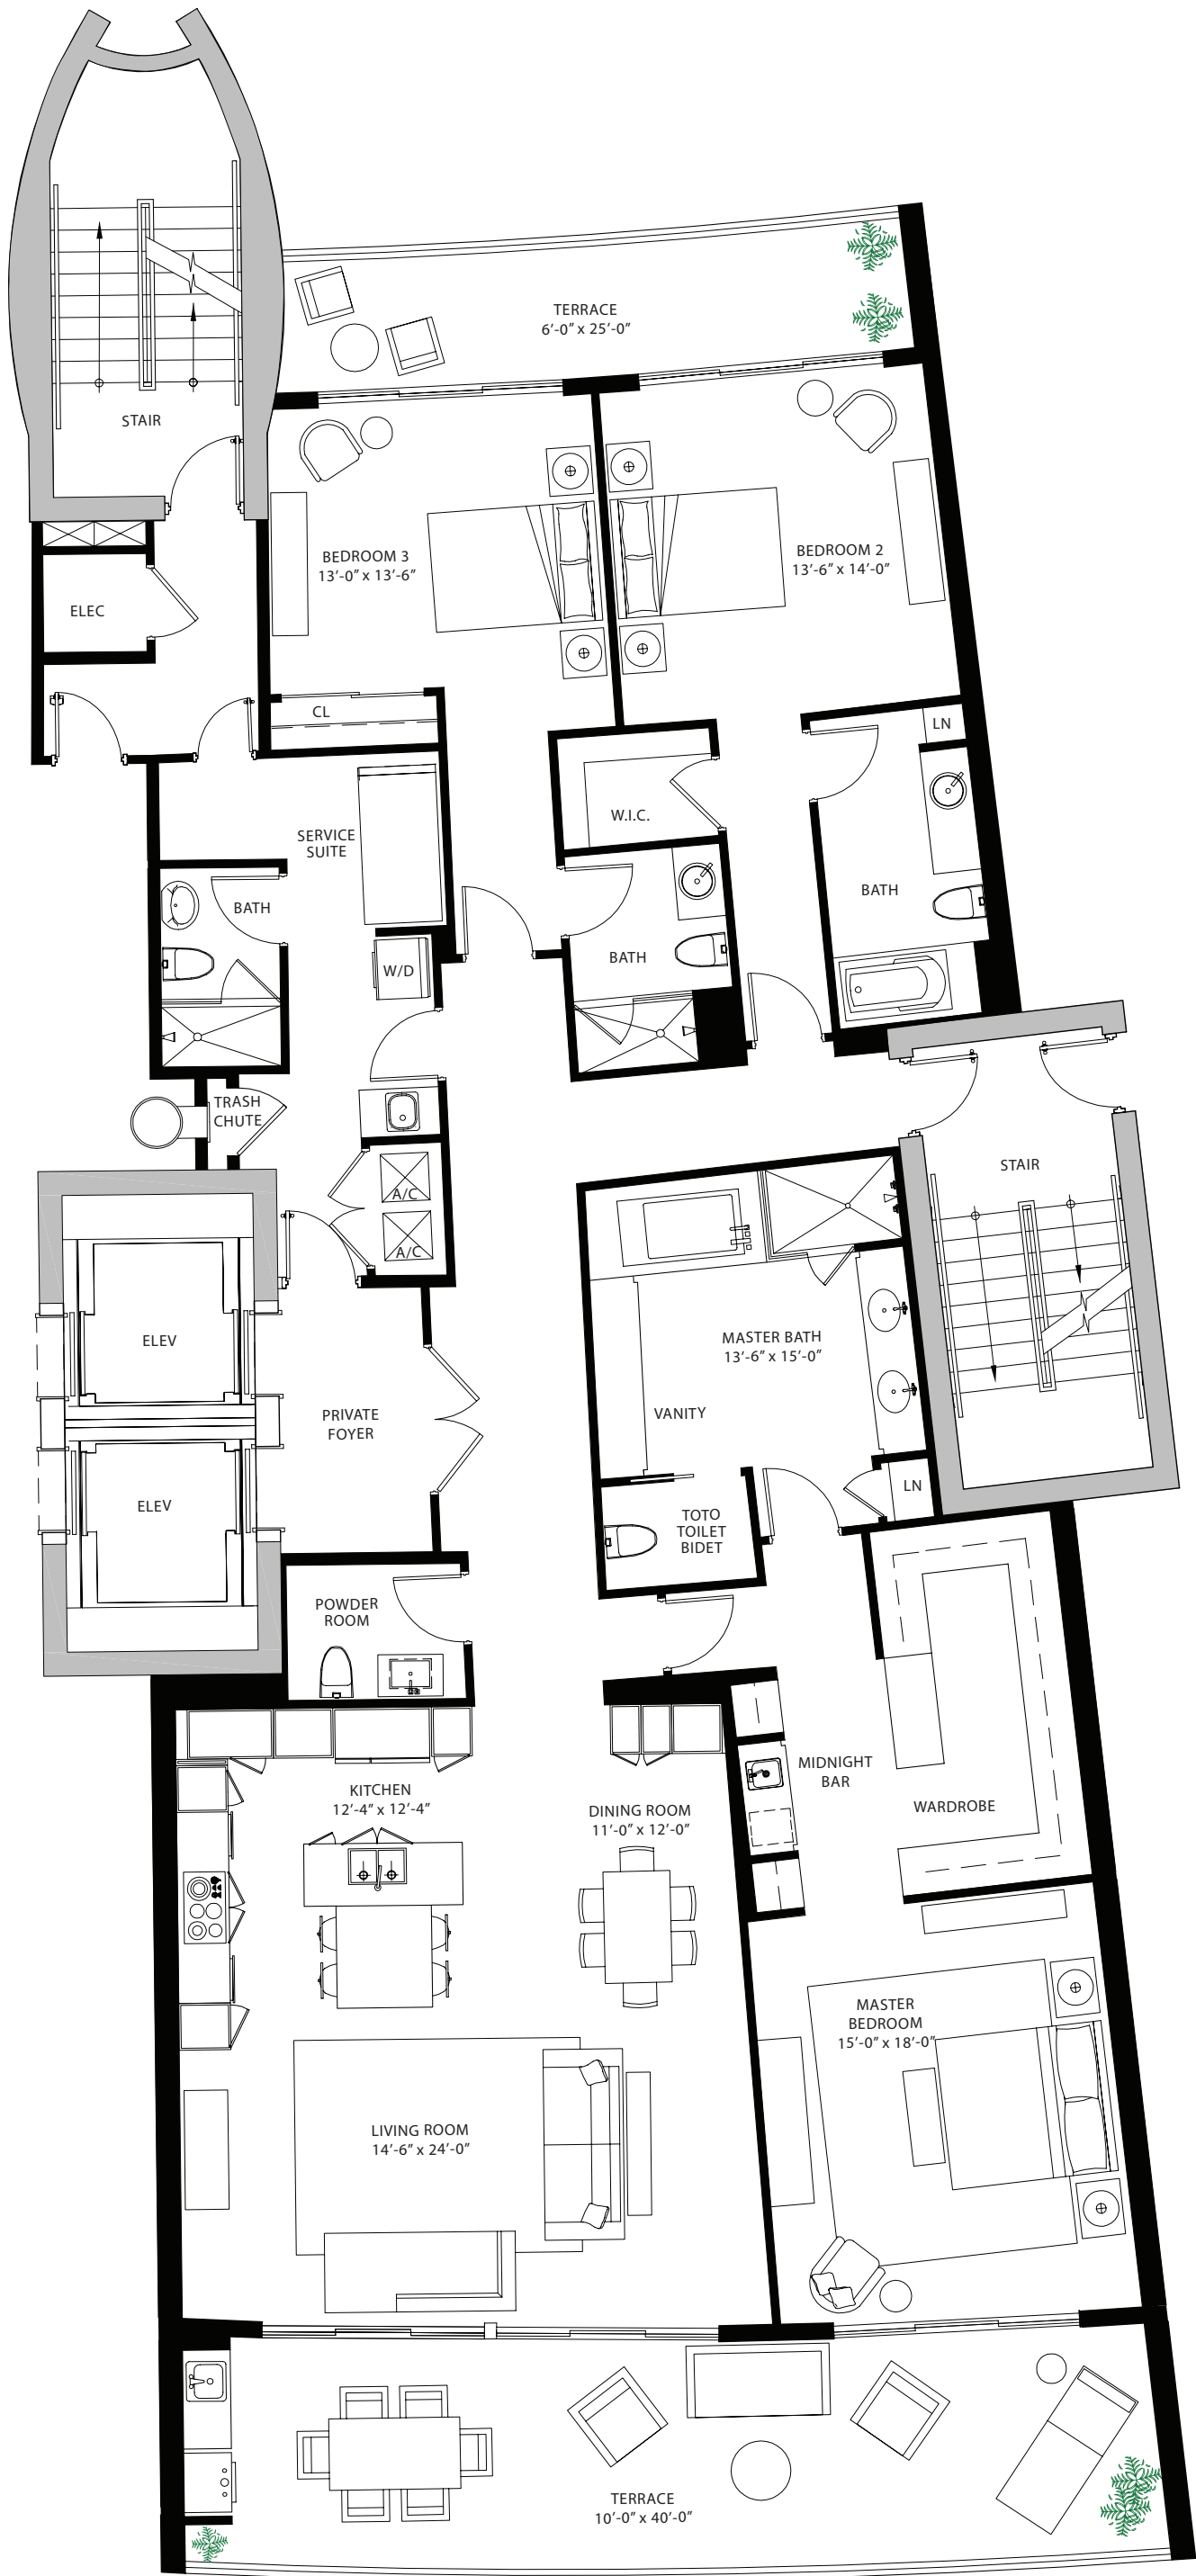 TERRACE
6'-0" x 25'-0"
STAIR
BEDROOM 3
13'-0" x 13'-6"
BEDROOM 2
13'-6" x 14'-0"
ELEC
CL
LN
W.I.C.
SERVICE
SUITE
BATH
BATH
BATH
W/D
TRASH
CHUTE
STAIR
A/C
A/C
ELEV
MASTER BATH
13'-6" x 15'-0"
PRIVATE
FOYER
VANITY
ELEV
LN
TOTO
TOILET
BIDET
POWDER
ROOM
MIDNIGHT
BAR
KITCHEN
12'-4" x 12'-4"
DINING ROOM
11'-0" x 12'-0"
WARDROBE
MASTER
BEDROOM
15'-0" x 18'-0"
LIVING ROOM
14'-6" x 24'-0"
TERRACE
10'-0" x 40'-0"